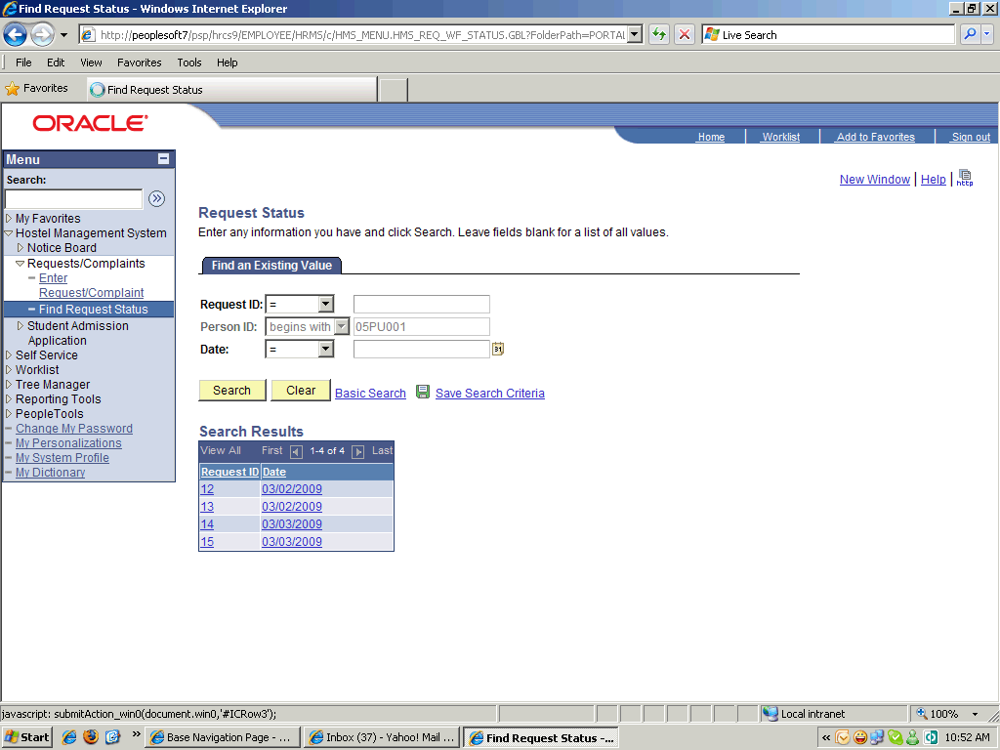 Find Request Status - Windows Internet Explorer
http://peoplesoft7/psp/hrcs9/EMPLOYEE/HRMS/c/HMS_MENU.HMS_REQ_WF_STATUS.GBL?FolderPath=PORTAL
Live Search
File Edit View Favorites Tools Help
Favorites
Find Request Status
ORACLE®
Home Worklist Add to Favorites Sign out
New Window | Help | http
Menu
Search:
My Favorites
Hostel Management System
Notice Board
Requests/Complaints
Enter
Request/Complaint
Find Request Status
Student Admission
Application
Self Service
Worklist
Tree Manager
Reporting Tools
PeopleTools
Change My Password
My Personalizations
My System Profile
My Dictionary
Request Status
Enter any information you have and click Search. Leave fields blank for a list of all values.
Find an Existing Value
Request ID: =
Person ID: begins with 05PU001
Date: = 31
Search Clear Basic Search Save Search Criteria
Search Results
View All First 1-4 of 4 Last
Request ID Date
12 03/02/2009
13 03/02/2009
14 03/03/2009
15 03/03/2009
javascript: submitAction_win0(document.win0,'#ICRow3');
Local intranet
100%
Start
Base Navigation Page - ...
Inbox (37) - Yahoo! Mail ...
Find Request Status -...
10:52 AM